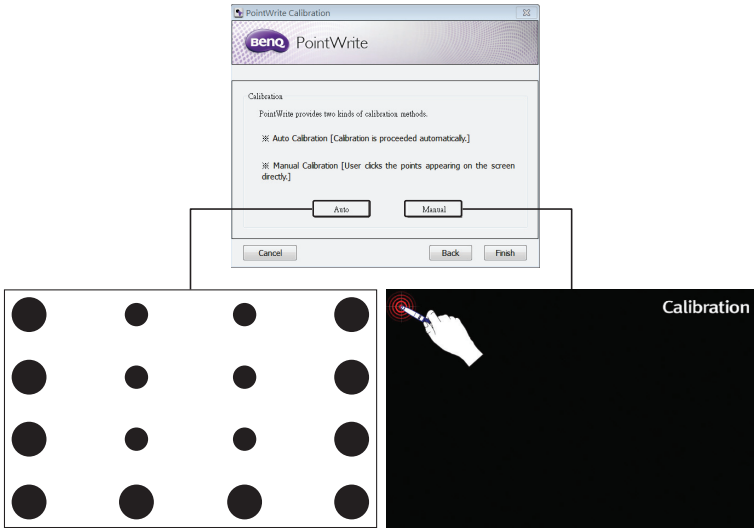 PointWrite Calibration
BenQ PointWrite
Calibration
PointWrite provides two kinds of calibration methods.
※ Auto Calibration [Calibration is proceeded automatically.]
※ Manual Calibration [User clicks the points appearing on the screen
directly.]
Auto Manual
Cancel Back Finish
Calibration